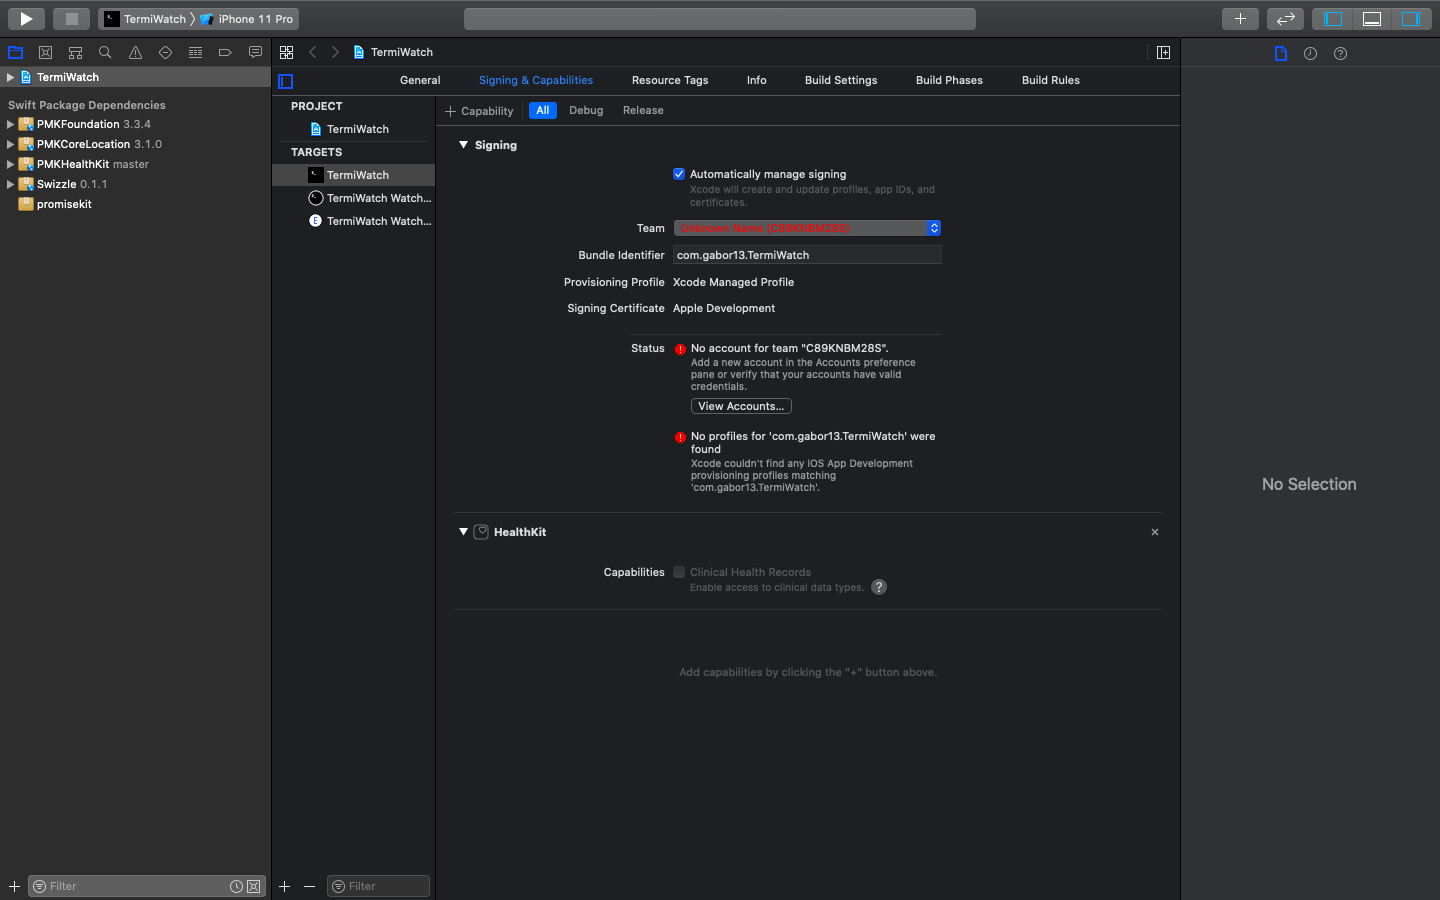 TermiWatch
iPhone 11 Pro
TermiWatch
General
Signing & Capabilities
Resource Tags
Info
Build Settings
Build Phases
Build Rules
TermiWatch
Swift Package Dependencies
PMKFoundation 3.3.4
PMKCoreLocation 3.1.0
PMKHealthKit master
Swizzle 0.1.1
promisekit
PROJECT
TermiWatch
TARGETS
TermiWatch
TermiWatch Watch...
E
TermiWatch Watch...
+ Capability
All
Debug
Release
Signing
Automatically manage signing
Xcode will create and update profiles, app IDs, and
certificates.
Team
Unknown Name (C89KNBM28S)
Bundle Identifier
com.gabor13.TermiWatch
Provisioning Profile
Xcode Managed Profile
Signing Certificate
Apple Development
Status
No account for team "C89KNBM28S".
Add a new account in the Accounts preference
pane or verify that your accounts have valid
credentials.
View Accounts...
No profiles for 'com.gabor13.TermiWatch' were
found
Xcode couldn't find any iOS App Development
provisioning profiles matching
'com.gabor13.TermiWatch'.
HealthKit
Capabilities
Clinical Health Records
Enable access to clinical data types.
?
Add capabilities by clicking the "+" button above.
No Selection
Filter
Filter